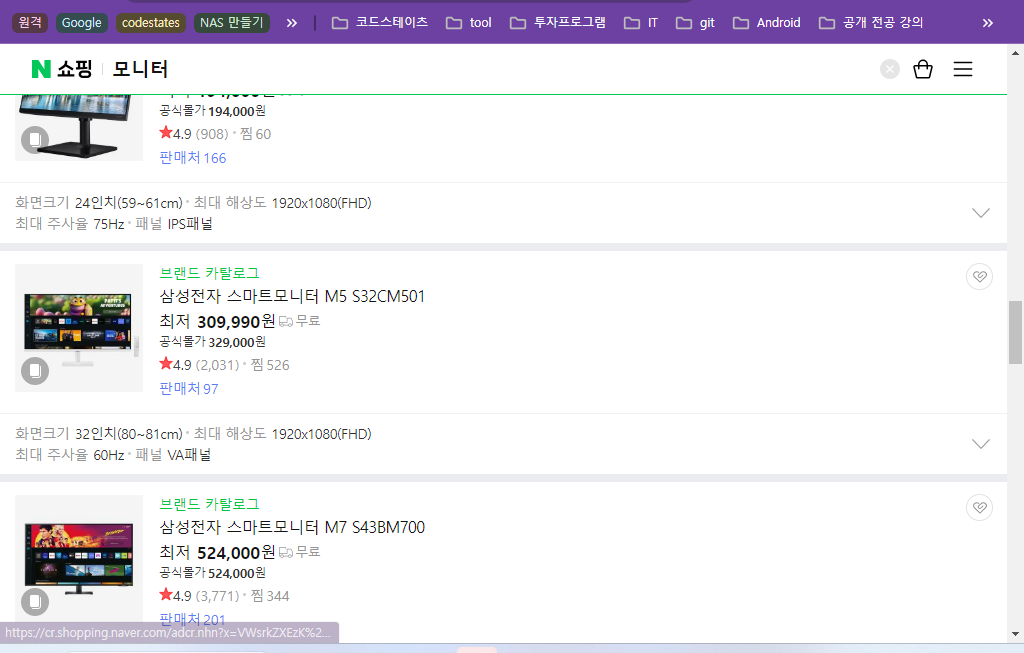 원격 Google codestates NAS 만들기 » 코드스테이츠 tool 투자프로그램 IT git Android 공개 전공 강의 »
N 쇼핑 모니터
공식몰가 194,000원
★4.9 (908) · 찜 60
판매처 166
화면크기 24인치(59~61cm) · 최대 해상도 1920x1080(FHD)
최대 주사율 75Hz · 패널 IPS패널
브랜드 카탈로그
삼성전자 스마트모니터 M5 S32CM501
최저 309,990원 무료
공식몰가 329,000원
★4.9 (2,031) · 찜 526
판매처 97
화면크기 32인치(80~81cm) · 최대 해상도 1920x1080(FHD)
최대 주사율 60Hz · 패널 VA패널
브랜드 카탈로그
삼성전자 스마트모니터 M7 S43BM700
최저 524,000원 무료
공식몰가 524,000원
★4.9 (3,771) · 찜 344
판매처 201
https://cr.shopping.naver.com/adcr.nhn?x=VWsrkZXEzK%2...